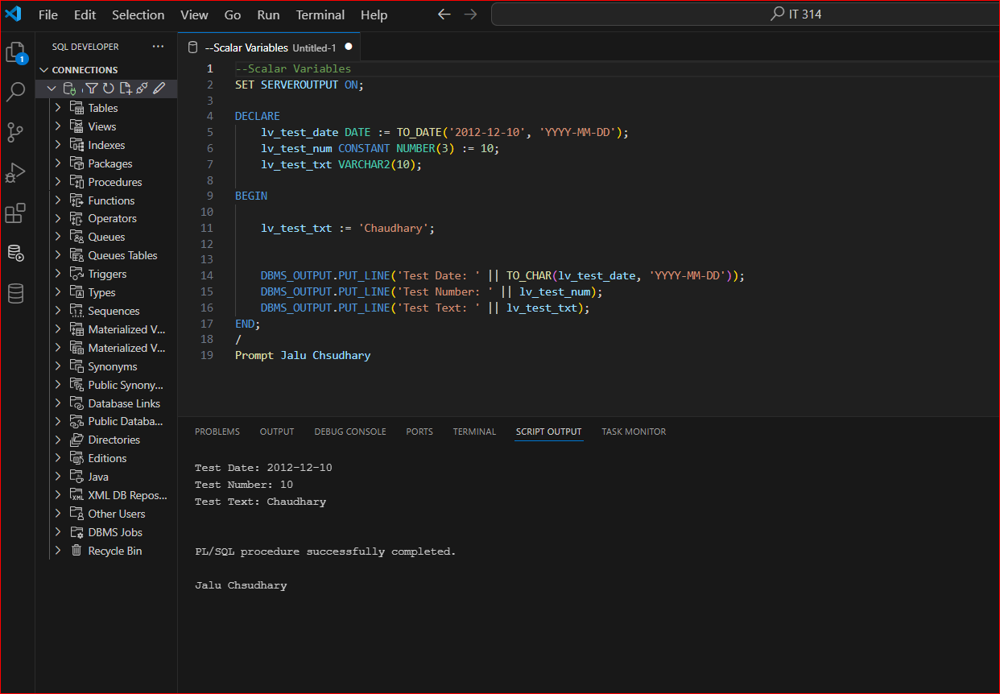 File Edit Selection View Go Run Terminal Help
IT 314
1
SQL DEVELOPER ...
CONNECTIONS
Tables
Views
Indexes
Packages
Procedures
Functions
Operators
Queues
Queues Tables
Triggers
Types
Sequences
Materialized V...
Materialized V...
Synonyms
Public Synony...
Database Links
Public Databa...
Directories
Editions
Java
XML DB Repos...
Other Users
DBMS Jobs
Recycle Bin
--Scalar Variables Untitled-1
1 --Scalar Variables
2 SET SERVEROUTPUT ON;
3
4 DECLARE
5 lv_test_date DATE := TO_DATE('2012-12-10', 'YYYY-MM-DD');
6 lv_test_num CONSTANT NUMBER(3) := 10;
7 lv_test_txt VARCHAR2(10);
8
9 BEGIN
10
11 lv_test_txt := 'Chaudhary';
12
13
14 DBMS_OUTPUT.PUT_LINE('Test Date: ' || TO_CHAR(lv_test_date, 'YYYY-MM-DD'));
15 DBMS_OUTPUT.PUT_LINE('Test Number: ' || lv_test_num);
16 DBMS_OUTPUT.PUT_LINE('Test Text: ' || lv_test_txt);
17 END;
18 /
19 Prompt Jalu Chsudhary
PROBLEMS OUTPUT DEBUG CONSOLE PORTS TERMINAL SCRIPT OUTPUT TASK MONITOR
Test Date: 2012-12-10
Test Number: 10
Test Text: Chaudhary
PL/SQL procedure successfully completed.
Jalu Chsudhary